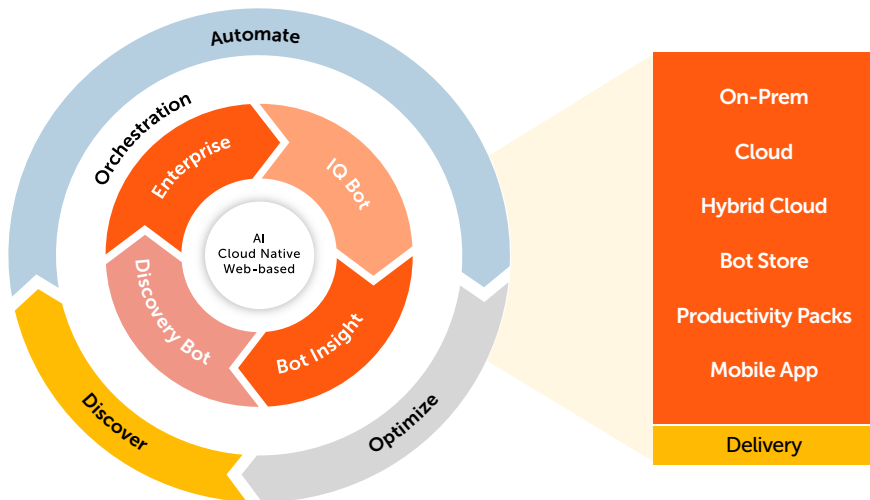 Automate
Orchestration
Enterprise
IQ Bot
AI
Cloud Native
Web-based
Discovery Bot
Bot Insight
Discover
Optimize
On-Prem
Cloud
Hybrid Cloud
Bot Store
Productivity Packs
Mobile App
Delivery